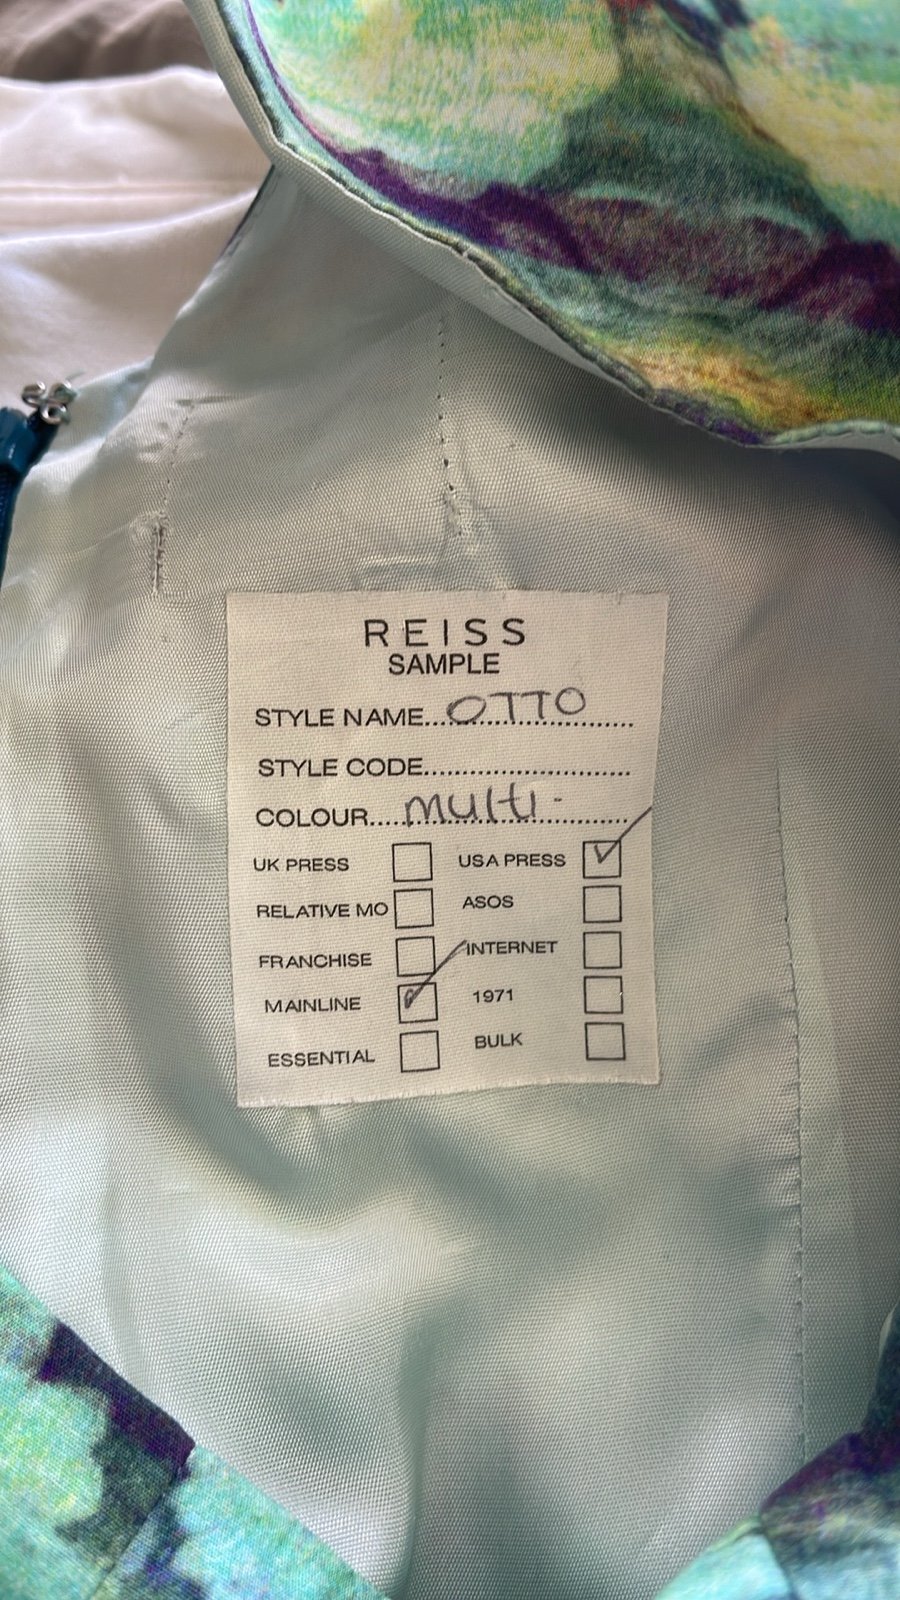 REISS
SAMPLE
STYLE NAME....OTTO..............
STYLE CODE..............................
COLOUR....multi-..............
UK PRESS USA PRESS
RELATIVE MO ASOS
FRANCHISE INTERNET
MAINLINE 1971
ESSENTIAL BULK